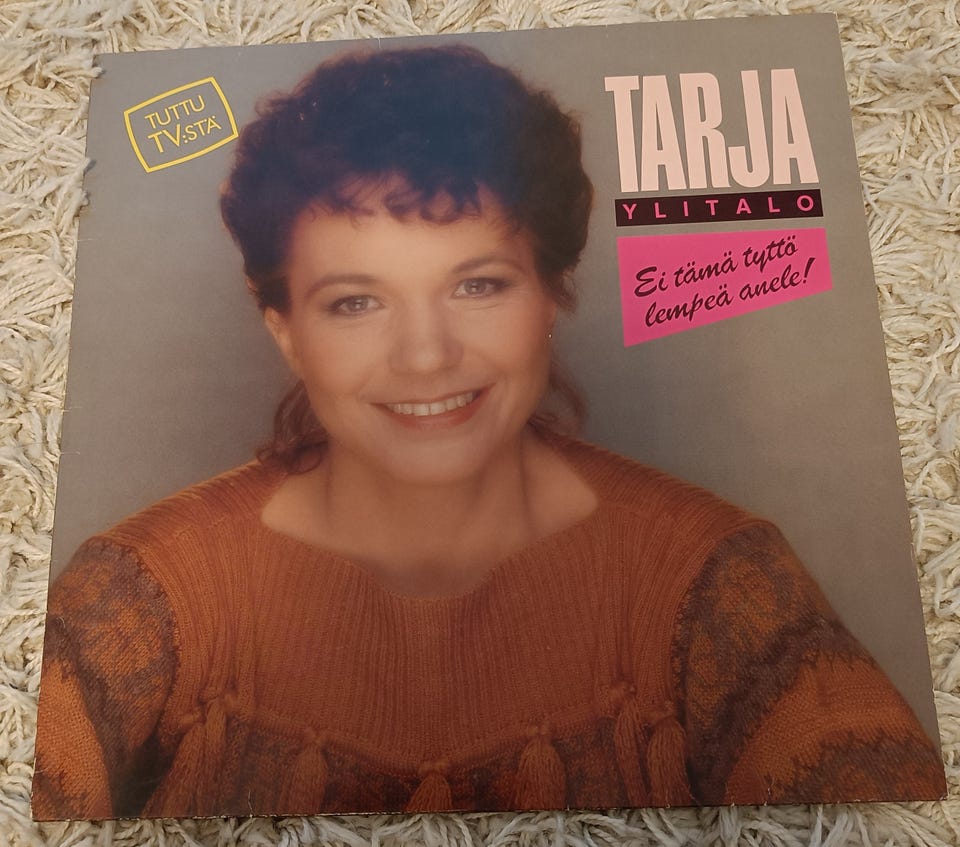 TUTTU
TV:STÄ
TARJA
YLITALO
Ei tämä tyttö
lempeä anele!